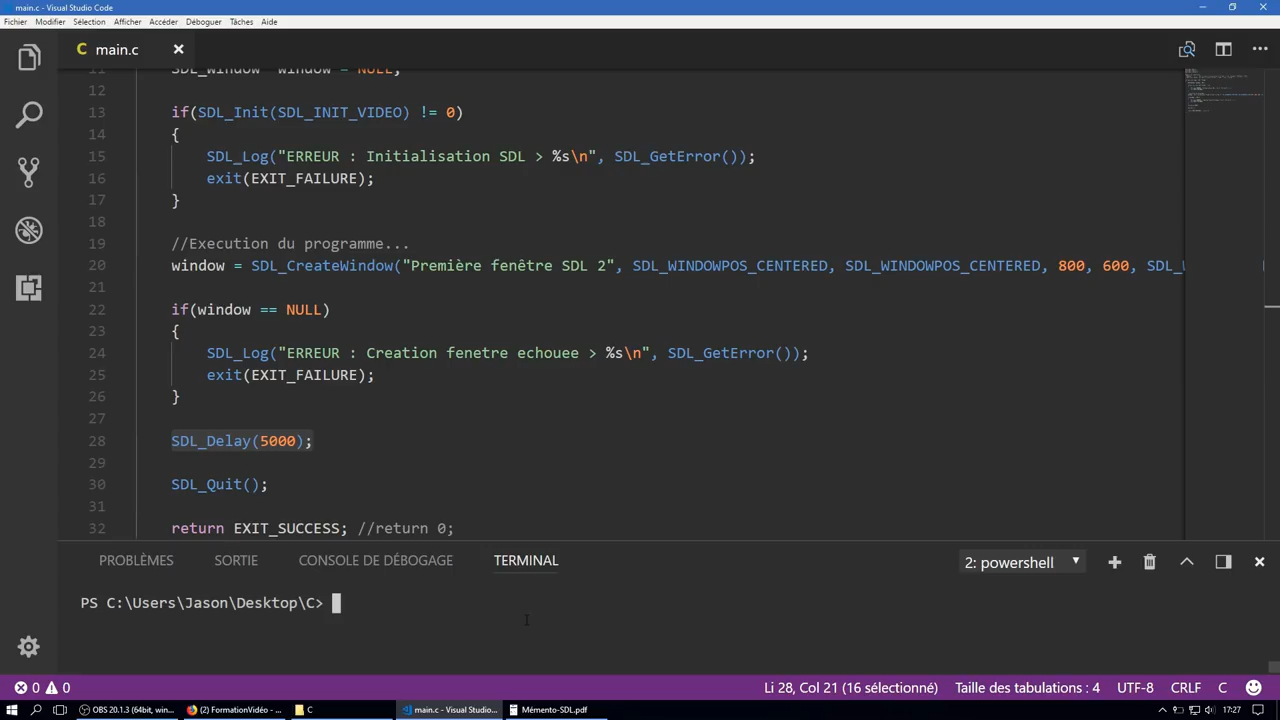 main.c - Visual Studio Code
Fichier Modifier Sélection Afficher Accéder Déboguer Tâches Aide
C main.c
11 SDL_Window window = NULL;
12
13 if(SDL_Init(SDL_INIT_VIDEO) != 0)
14 {
15 SDL_Log("ERREUR : Initialisation SDL > %s\n", SDL_GetError());
16 exit(EXIT_FAILURE);
17 }
18
19 //Execution du programme...
20 window = SDL_CreateWindow("Première fenêtre SDL 2", SDL_WINDOWPOS_CENTERED, SDL_WINDOWPOS_CENTERED, 800, 600, SDL_W
21
22 if(window == NULL)
23 {
24 SDL_Log("ERREUR : Creation fenetre echouee > %s\n", SDL_GetError());
25 exit(EXIT_FAILURE);
26 }
27
28 SDL_Delay(5000);
29
30 SDL_Quit();
31
32 return EXIT_SUCCESS; //return 0;
PROBLÈMES SORTIE CONSOLE DE DÉBOGAGE TERMINAL 2: powershell
PS C:\Users\Jason\Desktop\C>
0 0 Li 28, Col 21 (16 sélectionné) Taille des tabulations : 4 UTF-8 CRLF C
OBS 20.1.3 (64bit, win... (2) FormationVidéo - ... C main.c - Visual Studi... Mémento-SDL.pdf 17:27